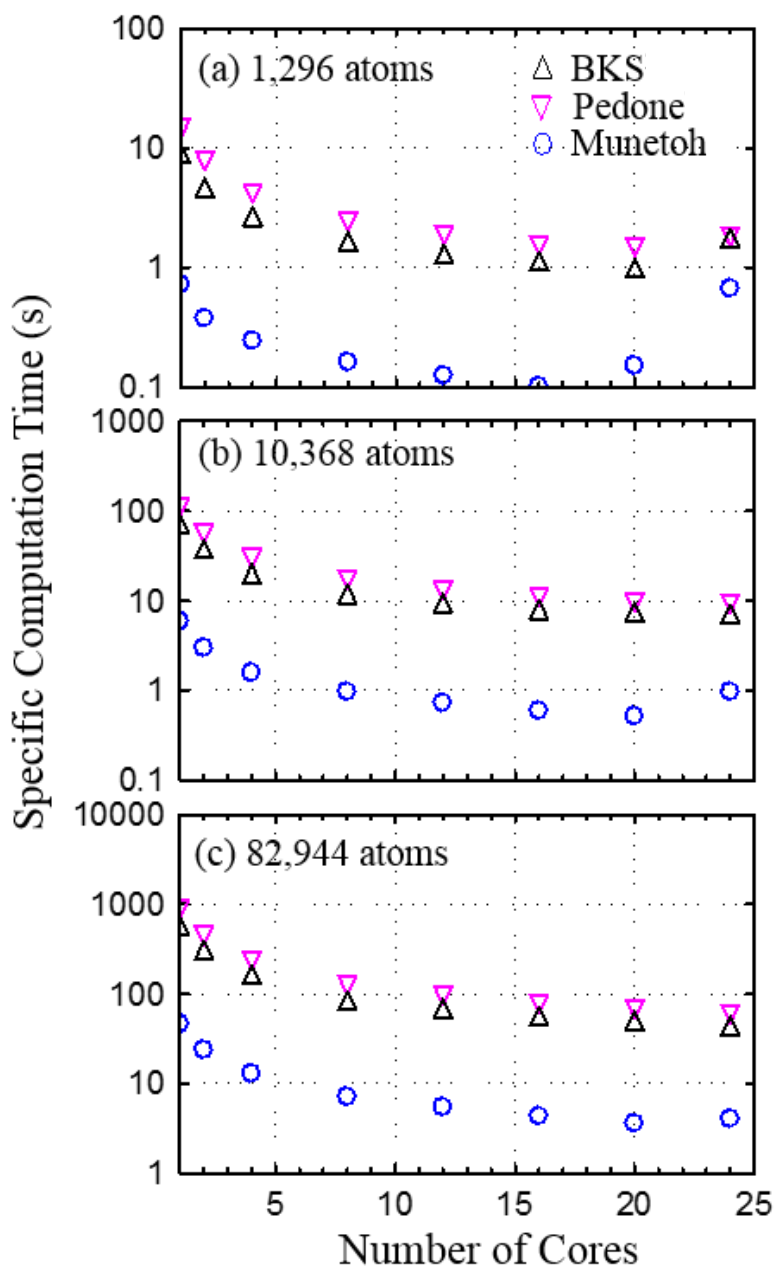 100
(a) 1,296 atoms
BKS
Pedone
Munetoh
10
1
0.1
1000
(b) 10,368 atoms
100
10
1
0.1
10000
(c) 82,944 atoms
1000
100
10
1
5
10
15
20
25
Specific Computation Time (s)
Number of Cores